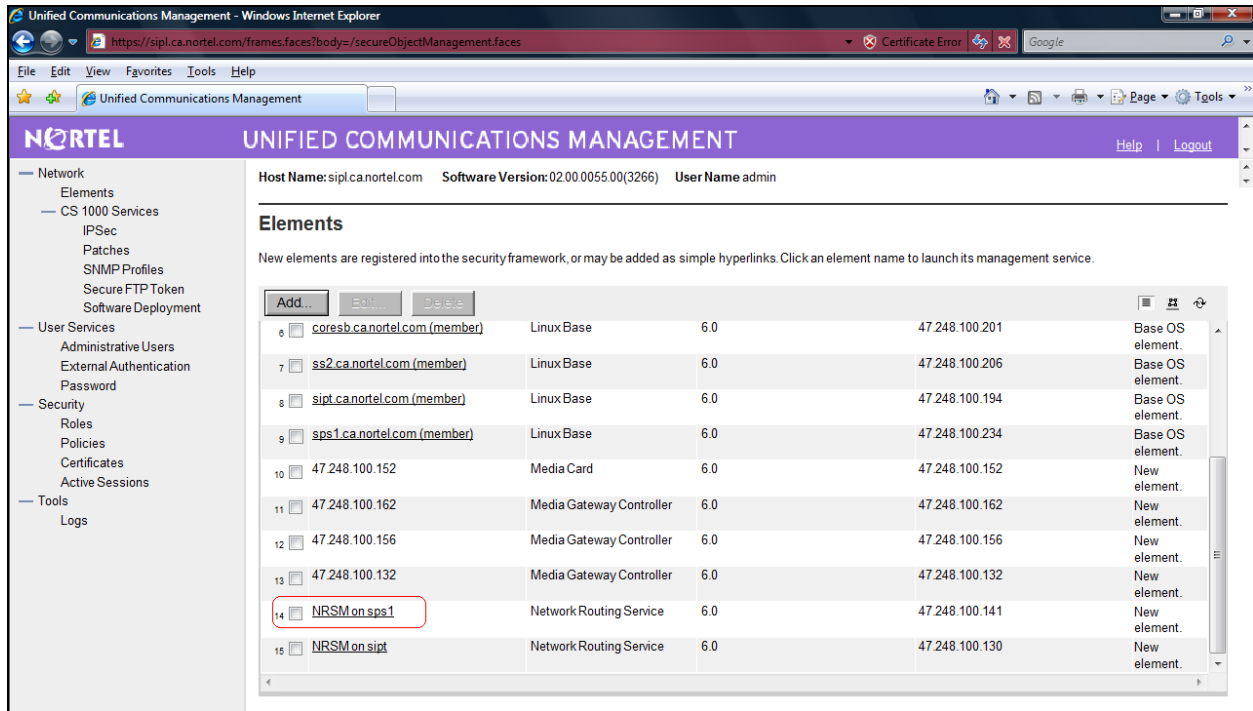 Unified Communications Management - Windows Internet Explorer
https://sipl.ca.nortel.com/frames.faces?body=/secureObjectManagement.faces
Certificate Error
Google
File Edit View Favorites Tools Help
Unified Communications Management
Page Tools
NORTEL
UNIFIED COMMUNICATIONS MANAGEMENT
Help | Logout
Network
Elements
CS 1000 Services
IPSec
Patches
SNMP Profiles
Secure FTP Token
Software Deployment
User Services
Administrative Users
External Authentication
Password
Security
Roles
Policies
Certificates
Active Sessions
Tools
Logs
Host Name: sipl.ca.nortel.com Software Version: 02.00.0055.00(3266) User Name admin
Elements
New elements are registered into the security framework, or may be added as simple hyperlinks. Click an element name to launch its management service.
Add... Edit... Delete
6 coresb.ca.nortel.com (member) Linux Base 6.0 47.248.100.201 Base OS
element.
7 ss2.ca.nortel.com (member) Linux Base 6.0 47.248.100.206 Base OS
element.
8 sipt.ca.nortel.com (member) Linux Base 6.0 47.248.100.194 Base OS
element.
9 sps1.ca.nortel.com (member) Linux Base 6.0 47.248.100.234 Base OS
element.
10 47.248.100.152 Media Card 6.0 47.248.100.152 New
element.
11 47.248.100.162 Media Gateway Controller 6.0 47.248.100.162 New
element.
12 47.248.100.156 Media Gateway Controller 6.0 47.248.100.156 New
element.
13 47.248.100.132 Media Gateway Controller 6.0 47.248.100.132 New
element.
14 NRSM on sps1 Network Routing Service 6.0 47.248.100.141 New
element.
15 NRSM on sipt Network Routing Service 6.0 47.248.100.130 New
element.